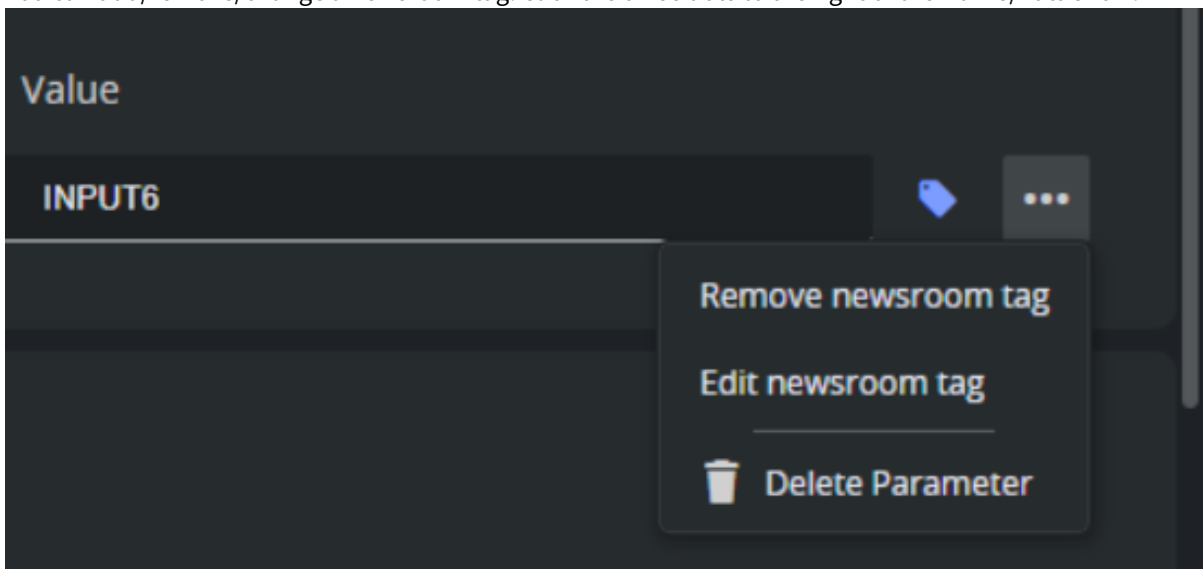 Value
INPUT6
Remove newsroom tag
Edit newsroom tag
Delete Parameter